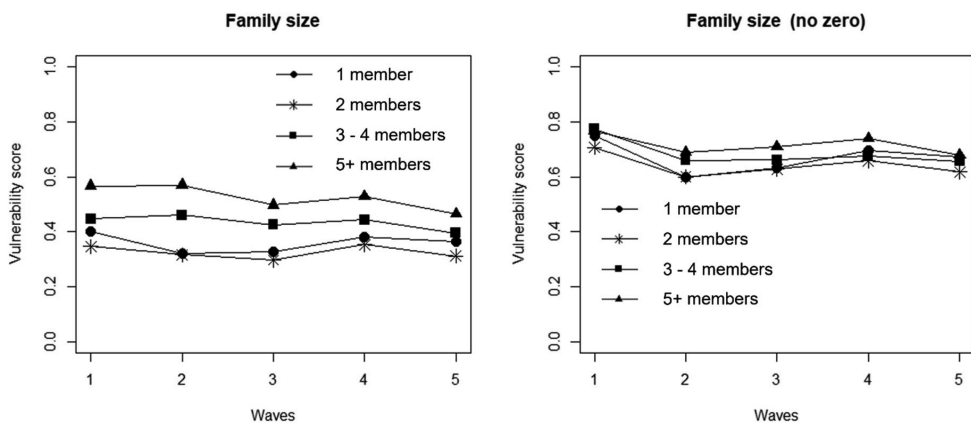 Family size
Vulnerability score
1.0
0.8
0.6
0.4
0.2
0.0
1 member
2 members
3 - 4 members
5+ members
1 2 3 4 5
Waves
Family size (no zero)
Vulnerability score
1.0
0.8
0.6
0.4
0.2
0.0
1 member
2 members
3 - 4 members
5+ members
1 2 3 4 5
Waves